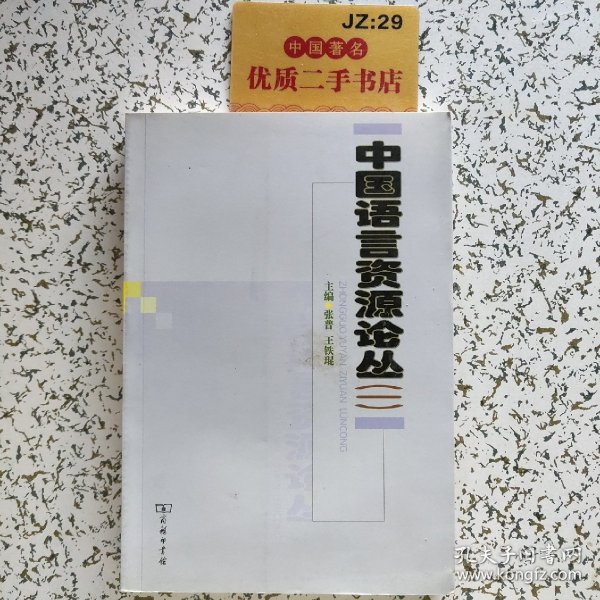 JZ:29
中国著名
优质二手书店
中国语言资源论丛(一)
ZHONGGUO YUYAN ZIYUAN LUNCONG
主编 张普 王铁琨
商务印书馆
孔夫子旧书网
www.kongfz.com